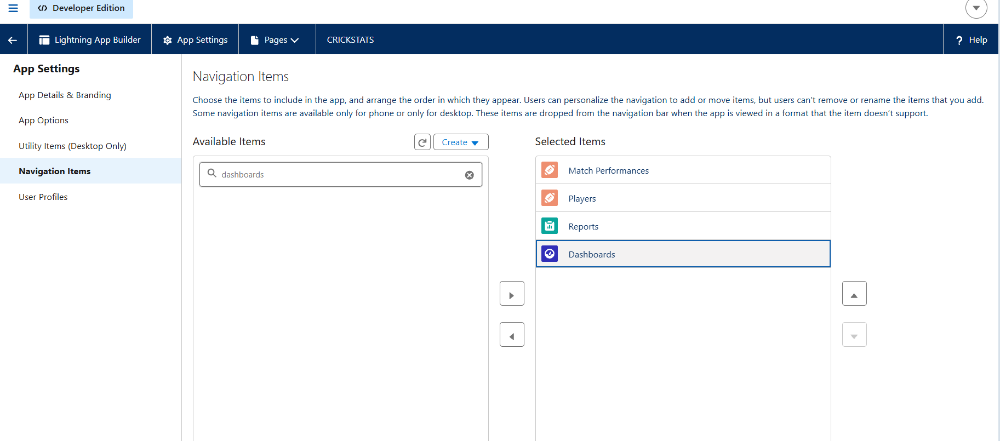 Developer Edition
Lightning App Builder
App Settings
Pages
CRICKSTATS
? Help
App Settings
App Details & Branding
App Options
Utility Items (Desktop Only)
Navigation Items
User Profiles
Navigation Items
Choose the items to include in the app, and arrange the order in which they appear. Users can personalize the navigation to add or move items, but users can't remove or rename the items that you add.
Some navigation items are available only for phone or only for desktop. These items are dropped from the navigation bar when the app is viewed in a format that the item doesn’t support.
Available Items
Create
dashboards
Selected Items
Match Performances
Players
Reports
Dashboards